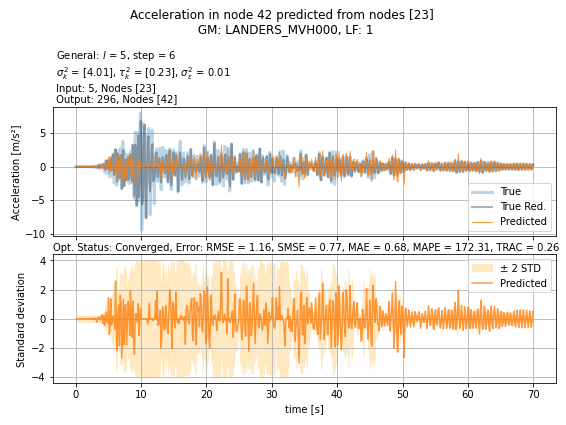 Acceleration in node 42 predicted from nodes [23]
GM: LANDERS_MVH000, LF: 1
General: l = 5, step = 6
σ²ₖ = [4.01], τ²ₖ = [0.23], σ²ε = 0.01
Input: 5, Nodes [23]
Output: 296, Nodes [42]
Acceleration [m/s²]
5
0
−5
−10
True
True Red.
Predicted
Opt. Status: Converged, Error: RMSE = 1.16, SMSE = 0.77, MAE = 0.68, MAPE = 172.31, TRAC = 0.26
Standard deviation
4
2
0
−2
−4
± 2 STD
Predicted
0 10 20 30 40 50 60 70
time [s]